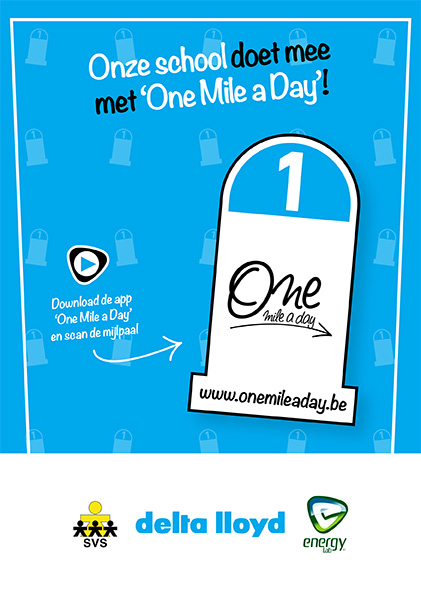 Onze school doet mee
met 'One Mile a Day'!
1
One
mile a day
Download de app
'One Mile a Day'
en scan de mijlpaal
www.onemileaday.be
SVS
delta lloyd
energy
lab